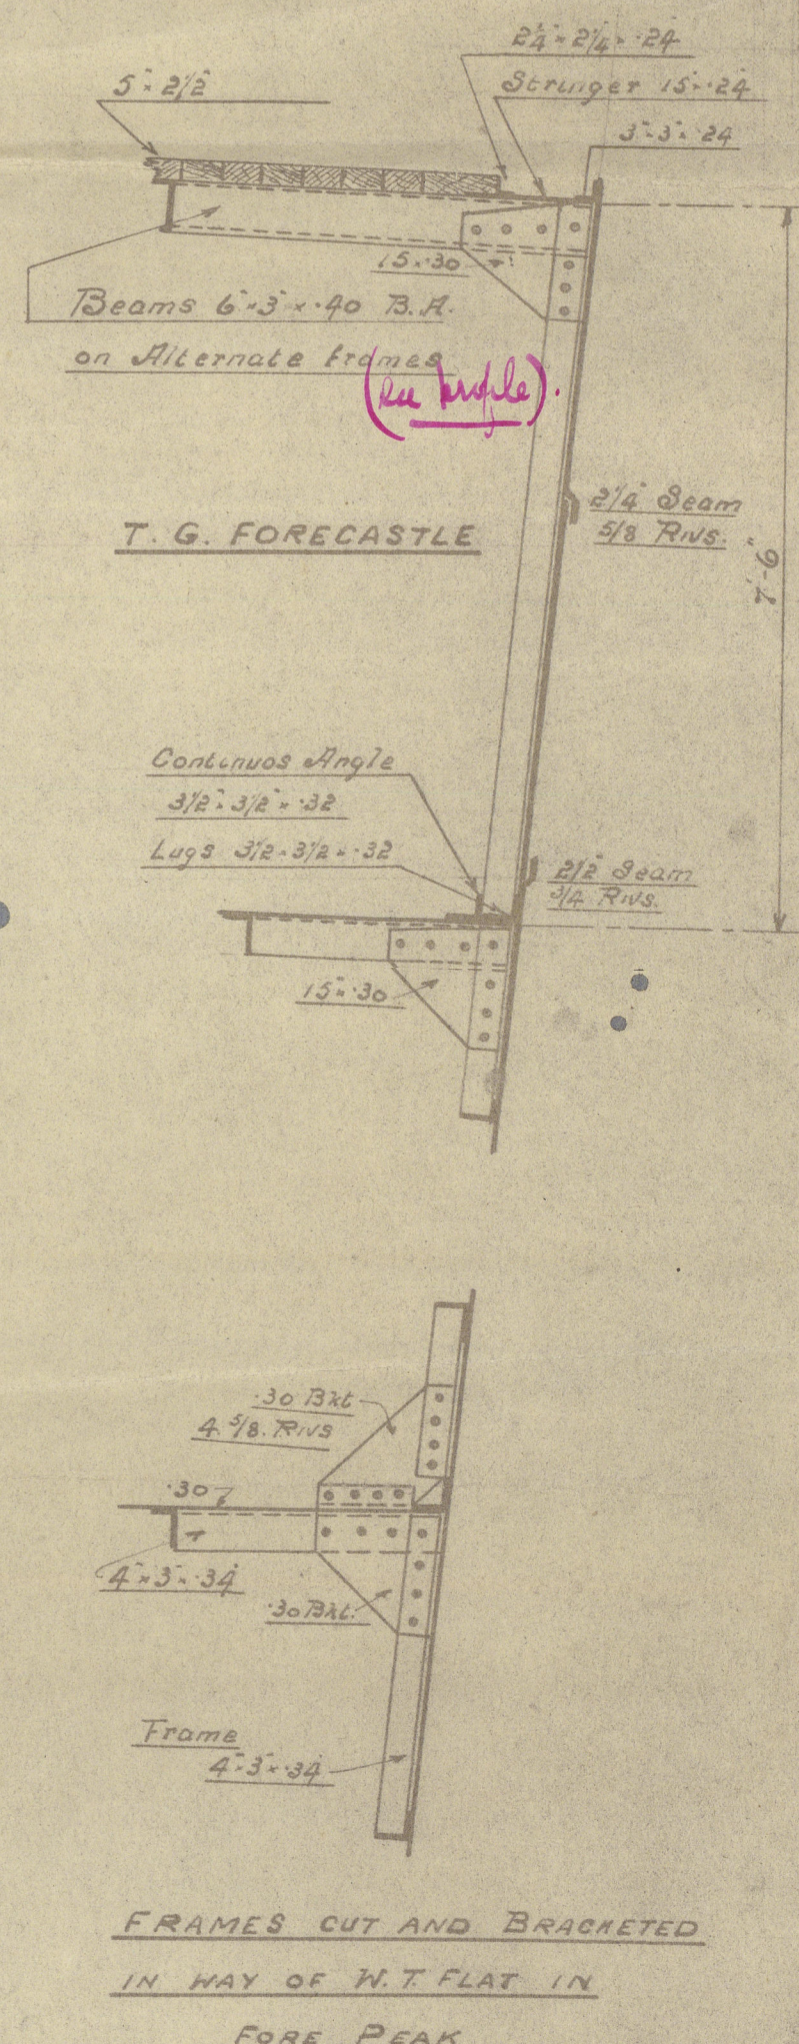 2¼" × 2¼" × ·24
5" × 2½"
Stringer 15" × ·24
3" × 3" × ·24
15 × ·30
Beams 6" × 3" × ·40 B.A.
on Alternate frames
(see profile).
T. G. FORECASTLE
2¼" Seam
5/8 Rivs.
7'-6"
Continuos Angle
3½" × 3½" × ·32
Lugs 3½ × 3½ × ·32
2½" Seam
3/4 Rivs.
15" × ·30
·30 Bkt
4 5/8. Rivs
·30
4" × 3" × ·34
·30 Bkt.
Frame
4" × 3" × ·34
FRAMES CUT AND BRACKETED
IN WAY OF W.T. FLAT IN
FORE PEAK